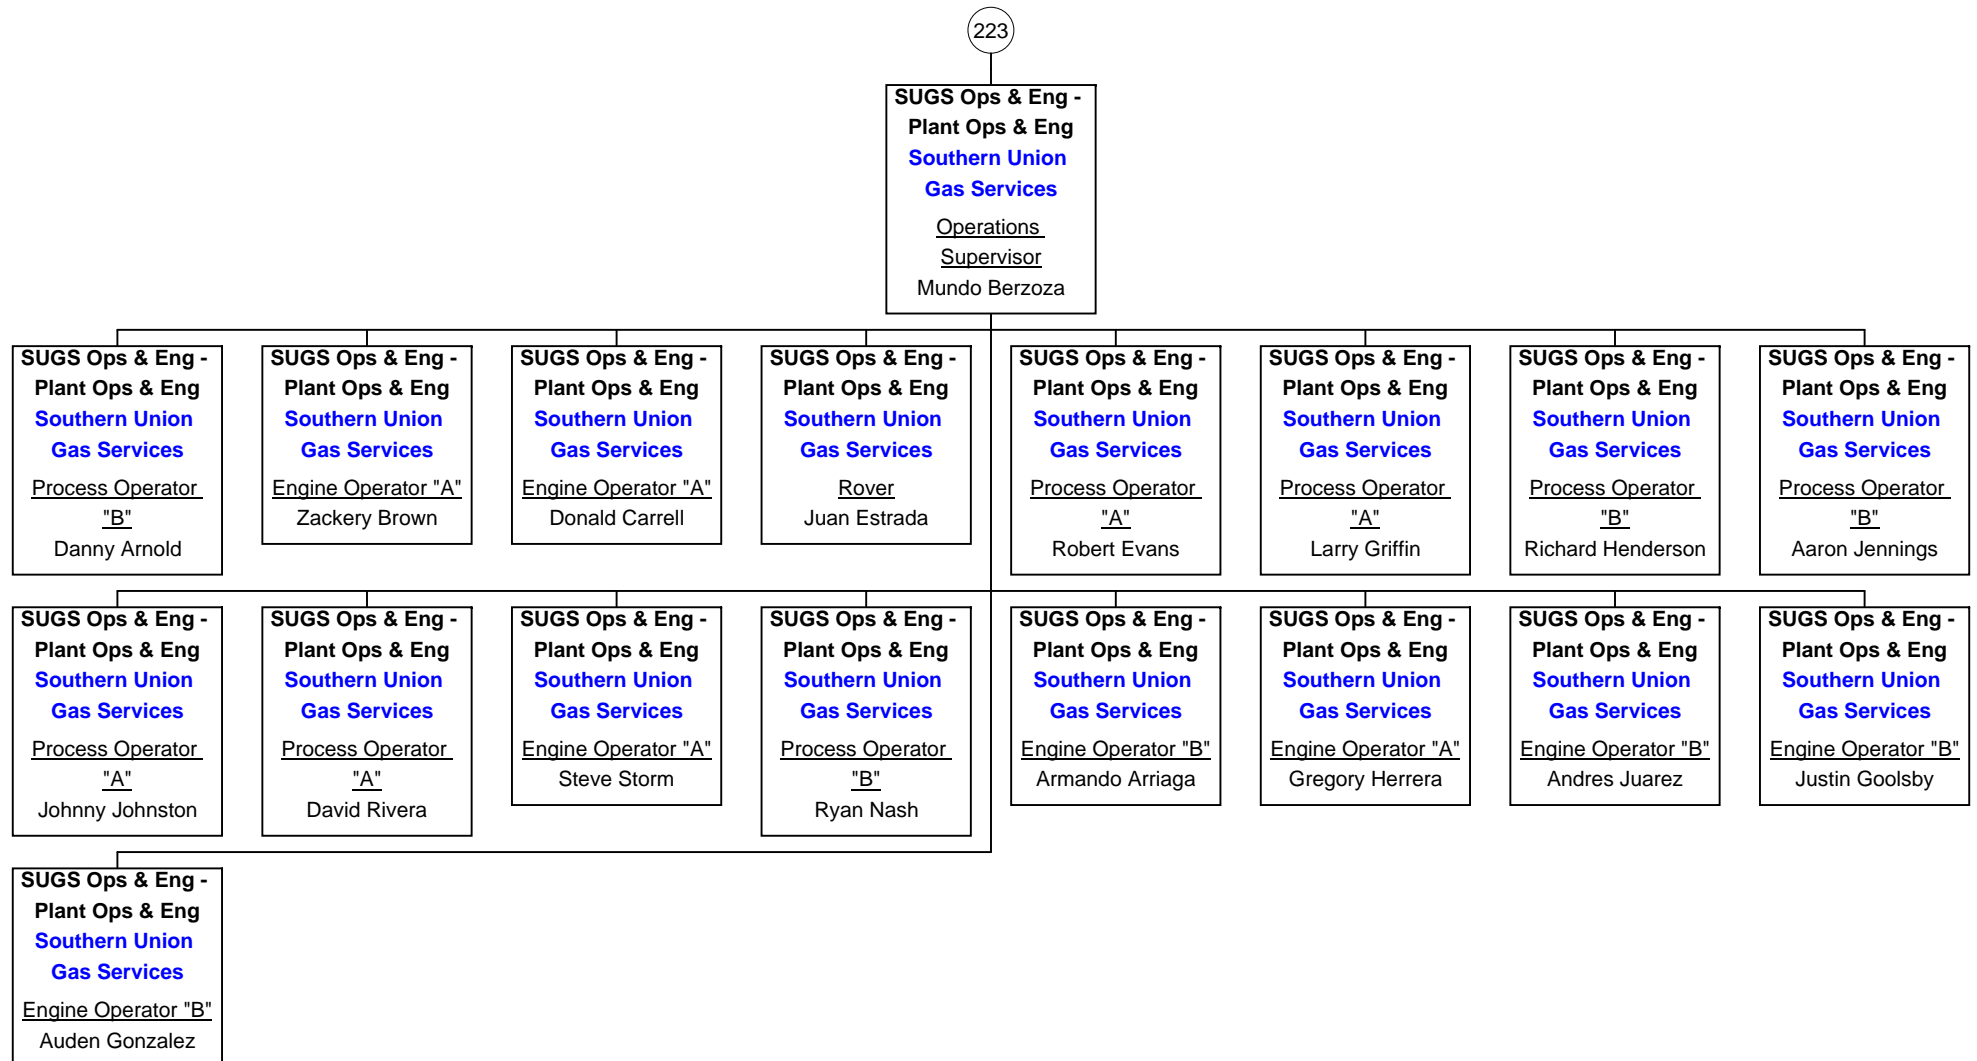 223
SUGS Ops & Eng -
Plant Ops & Eng
Southern Union
Gas Services
Operations
Supervisor
Mundo Berzoza
SUGS Ops & Eng -
Plant Ops & Eng
Southern Union
Gas Services
Process Operator
"B"
Danny Arnold
SUGS Ops & Eng -
Plant Ops & Eng
Southern Union
Gas Services
Engine Operator "A"
Zackery Brown
SUGS Ops & Eng -
Plant Ops & Eng
Southern Union
Gas Services
Engine Operator "A"
Donald Carrell
SUGS Ops & Eng -
Plant Ops & Eng
Southern Union
Gas Services
Rover
Juan Estrada
SUGS Ops & Eng -
Plant Ops & Eng
Southern Union
Gas Services
Process Operator
"A"
Robert Evans
SUGS Ops & Eng -
Plant Ops & Eng
Southern Union
Gas Services
Process Operator
"A"
Larry Griffin
SUGS Ops & Eng -
Plant Ops & Eng
Southern Union
Gas Services
Process Operator
"B"
Richard Henderson
SUGS Ops & Eng -
Plant Ops & Eng
Southern Union
Gas Services
Process Operator
"B"
Aaron Jennings
SUGS Ops & Eng -
Plant Ops & Eng
Southern Union
Gas Services
Process Operator
"A"
Johnny Johnston
SUGS Ops & Eng -
Plant Ops & Eng
Southern Union
Gas Services
Process Operator
"A"
David Rivera
SUGS Ops & Eng -
Plant Ops & Eng
Southern Union
Gas Services
Engine Operator "A"
Steve Storm
SUGS Ops & Eng -
Plant Ops & Eng
Southern Union
Gas Services
Process Operator
"B"
Ryan Nash
SUGS Ops & Eng -
Plant Ops & Eng
Southern Union
Gas Services
Engine Operator "B"
Armando Arriaga
SUGS Ops & Eng -
Plant Ops & Eng
Southern Union
Gas Services
Engine Operator "A"
Gregory Herrera
SUGS Ops & Eng -
Plant Ops & Eng
Southern Union
Gas Services
Engine Operator "B"
Andres Juarez
SUGS Ops & Eng -
Plant Ops & Eng
Southern Union
Gas Services
Engine Operator "B"
Justin Goolsby
SUGS Ops & Eng -
Plant Ops & Eng
Southern Union
Gas Services
Engine Operator "B"
Auden Gonzalez